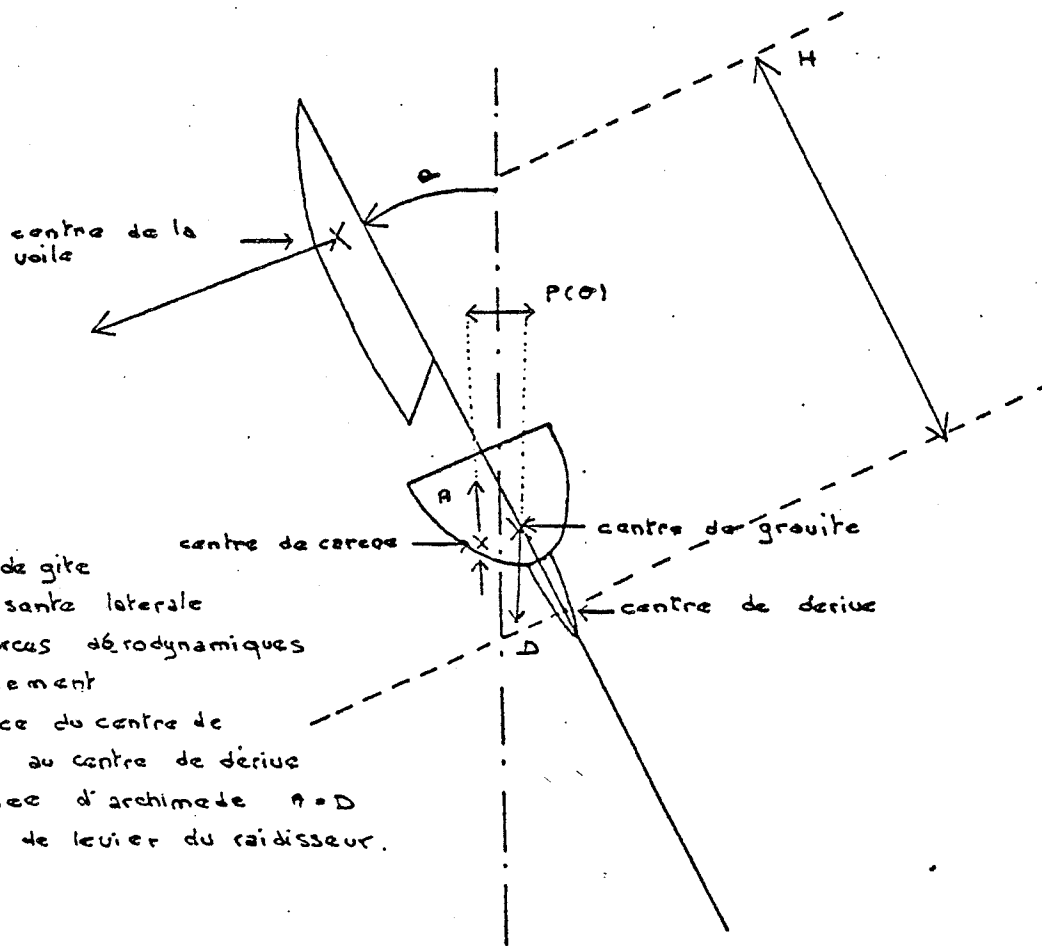 H
centre de la
voile
P(σ)
A
centre de gravite
centre de carene
de gite
sante laterale
centre de derive
rces aérodynamiques
D
ement
ce du centre de
au centre de dérive
ee d'archimede A=D
de levier du raidisseur.